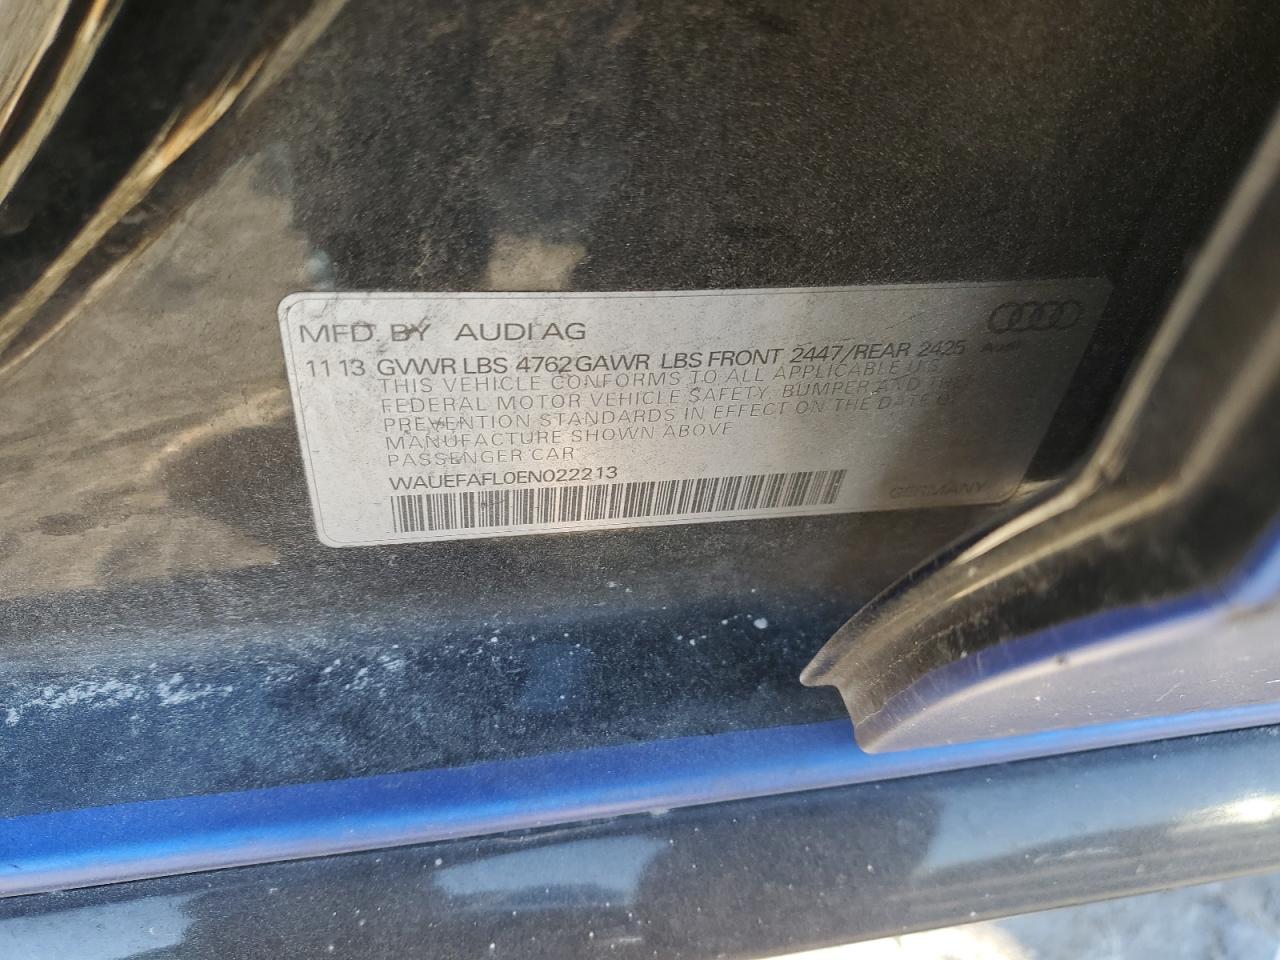 MFD. BY AUDI AG
11 13 GVWR LBS 4762 GAWR LBS FRONT 2447/REAR 2425
Audi
THIS VEHICLE CONFORMS TO ALL APPLICABLE U.S.
FEDERAL MOTOR VEHICLE SAFETY, BUMPER AND THEFT
PREVENTION STANDARDS IN EFFECT ON THE DATE OF
MANUFACTURE SHOWN ABOVE
PASSENGER CAR
WAUEFAFL0EN022213
GERMANY